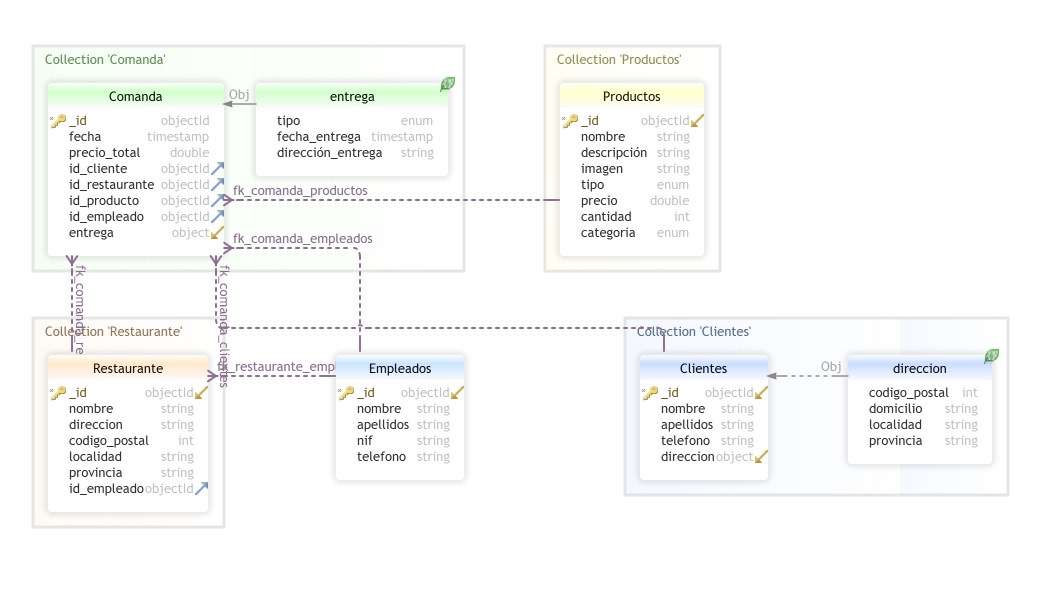 Collection 'Comanda'
Comanda
_id objectId
fecha timestamp
precio_total double
id_cliente objectId
id_restaurante objectId
id_producto objectId
id_empleado objectId
entrega object
Obj
entrega
tipo enum
fecha_entrega timestamp
dirección_entrega string
Collection 'Productos'
Productos
_id objectId
nombre string
descripción string
imagen string
tipo enum
precio double
cantidad int
categoria enum
fk_comanda_productos
fk_comanda_empleados
fk_comanda_re
fk_comanda_clientes
Collection 'Restaurante'
Restaurante
_id objectId
nombre string
direccion string
codigo_postal int
localidad string
provincia string
id_empleado objectId
fk_restaurante_emp
Empleados
_id objectId
nombre string
apellidos string
nif string
telefono string
Collection 'Clientes'
Clientes
_id objectId
nombre string
apellidos string
telefono string
direccion object
Obj
direccion
codigo_postal int
domicilio string
localidad string
provincia string